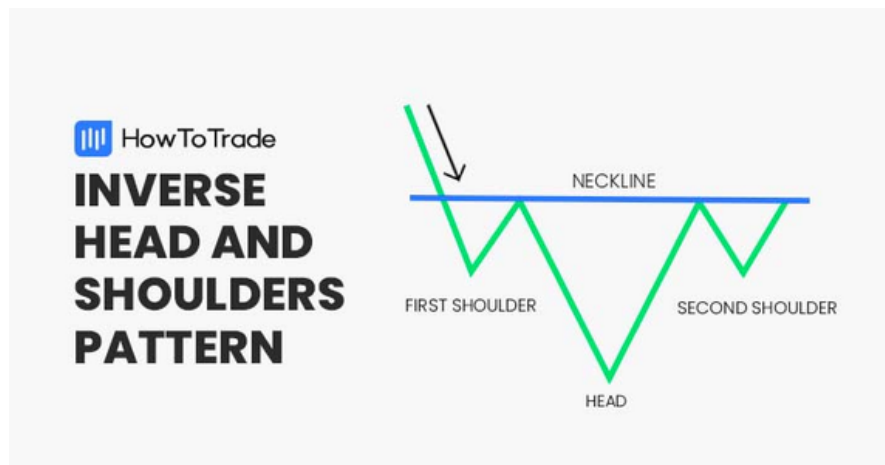 HowToTrade
INVERSE
HEAD AND
SHOULDERS
PATTERN
NECKLINE
FIRST SHOULDER
SECOND SHOULDER
HEAD